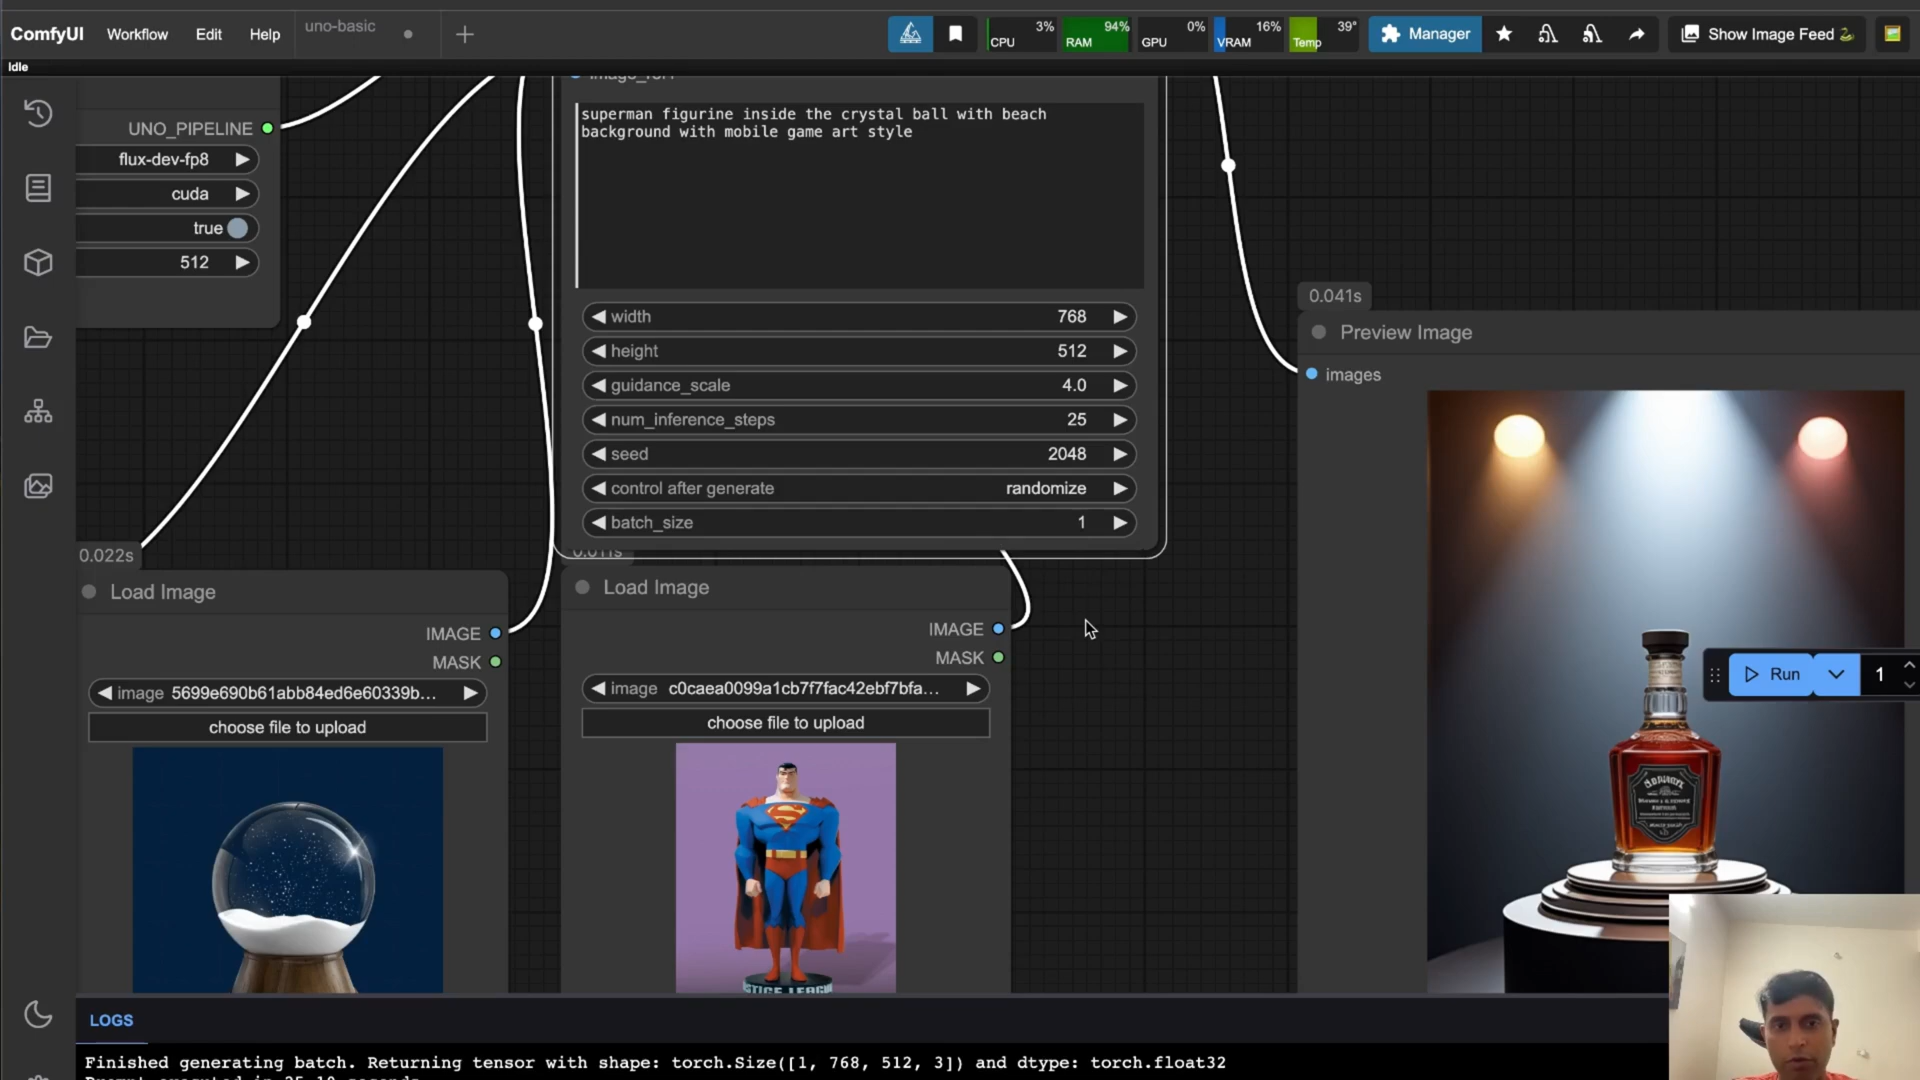 ComfyUI
Workflow
Edit
Help
uno-basic
CPU 3%
RAM 94%
GPU 0%
VRAM 16%
Temp 39°
Manager
Show Image Feed
Idle
UNO_PIPELINE
flux-dev-fp8
cuda
true
512
superman figurine inside the crystal ball with beach
background with mobile game art style
width 768
height 512
guidance_scale 4.0
num_inference_steps 25
seed 2048
control after generate randomize
batch_size 1
0.041s
Preview Image
images
Run
1
0.022s
Load Image
IMAGE
MASK
image 5699e690b61abb84ed6e60339b...
choose file to upload
0.011s
Load Image
IMAGE
MASK
image c0caea0099a1cb7f7fac42ebf7bfa...
choose file to upload
LOGS
Finished generating batch. Returning tensor with shape: torch.Size([1, 768, 512, 3]) and dtype: torch.float32